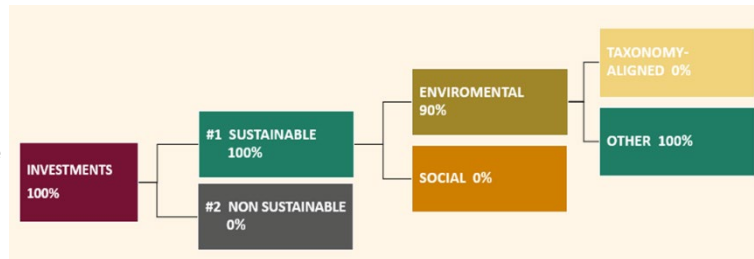 INVESTMENTS
100%
#1 SUSTAINABLE
100%
#2 NON SUSTAINABLE
0%
ENVIROMENTAL
90%
SOCIAL 0%
TAXONOMY-
ALIGNED 0%
OTHER 100%